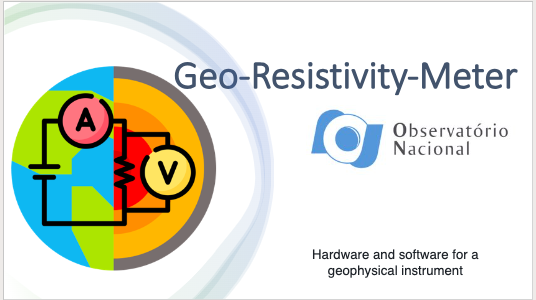 Geo-Resistivity-Meter
A
V
Observatório
Nacional
Hardware and software for a
geophysical instrument